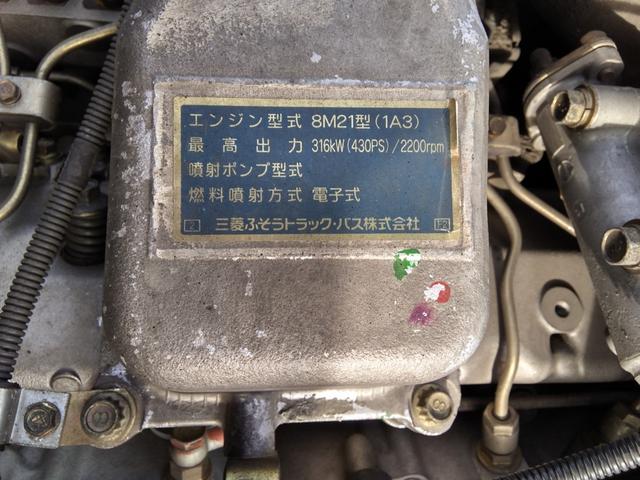 エンジン型式 8M21型(1A3)
最高出力 316kW(430PS)/2200rpm
噴射ポンプ型式
燃料噴射方式 電子式
三菱ふそうトラック・バス株式会社